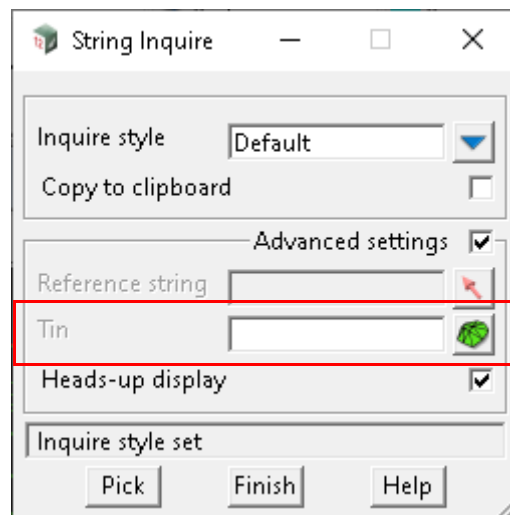 String Inquire
Inquire style Default
Copy to clipboard
Advanced settings
Reference string
Tin
Heads-up display
Inquire style set
Pick Finish Help